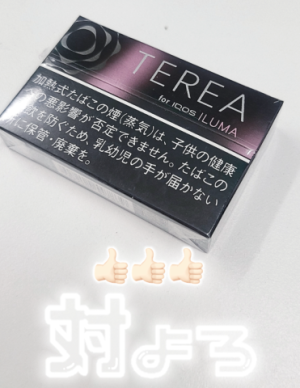 TEREA
for IQOS ILUMA
加熱式たばこの煙(蒸気)は、子供の健康
への悪影響が否定できません。たばこの
誤飲を防ぐため、乳幼児の手が届かない
所に保管・廃棄を。
👍🏻👍🏻👍🏻
対よろ